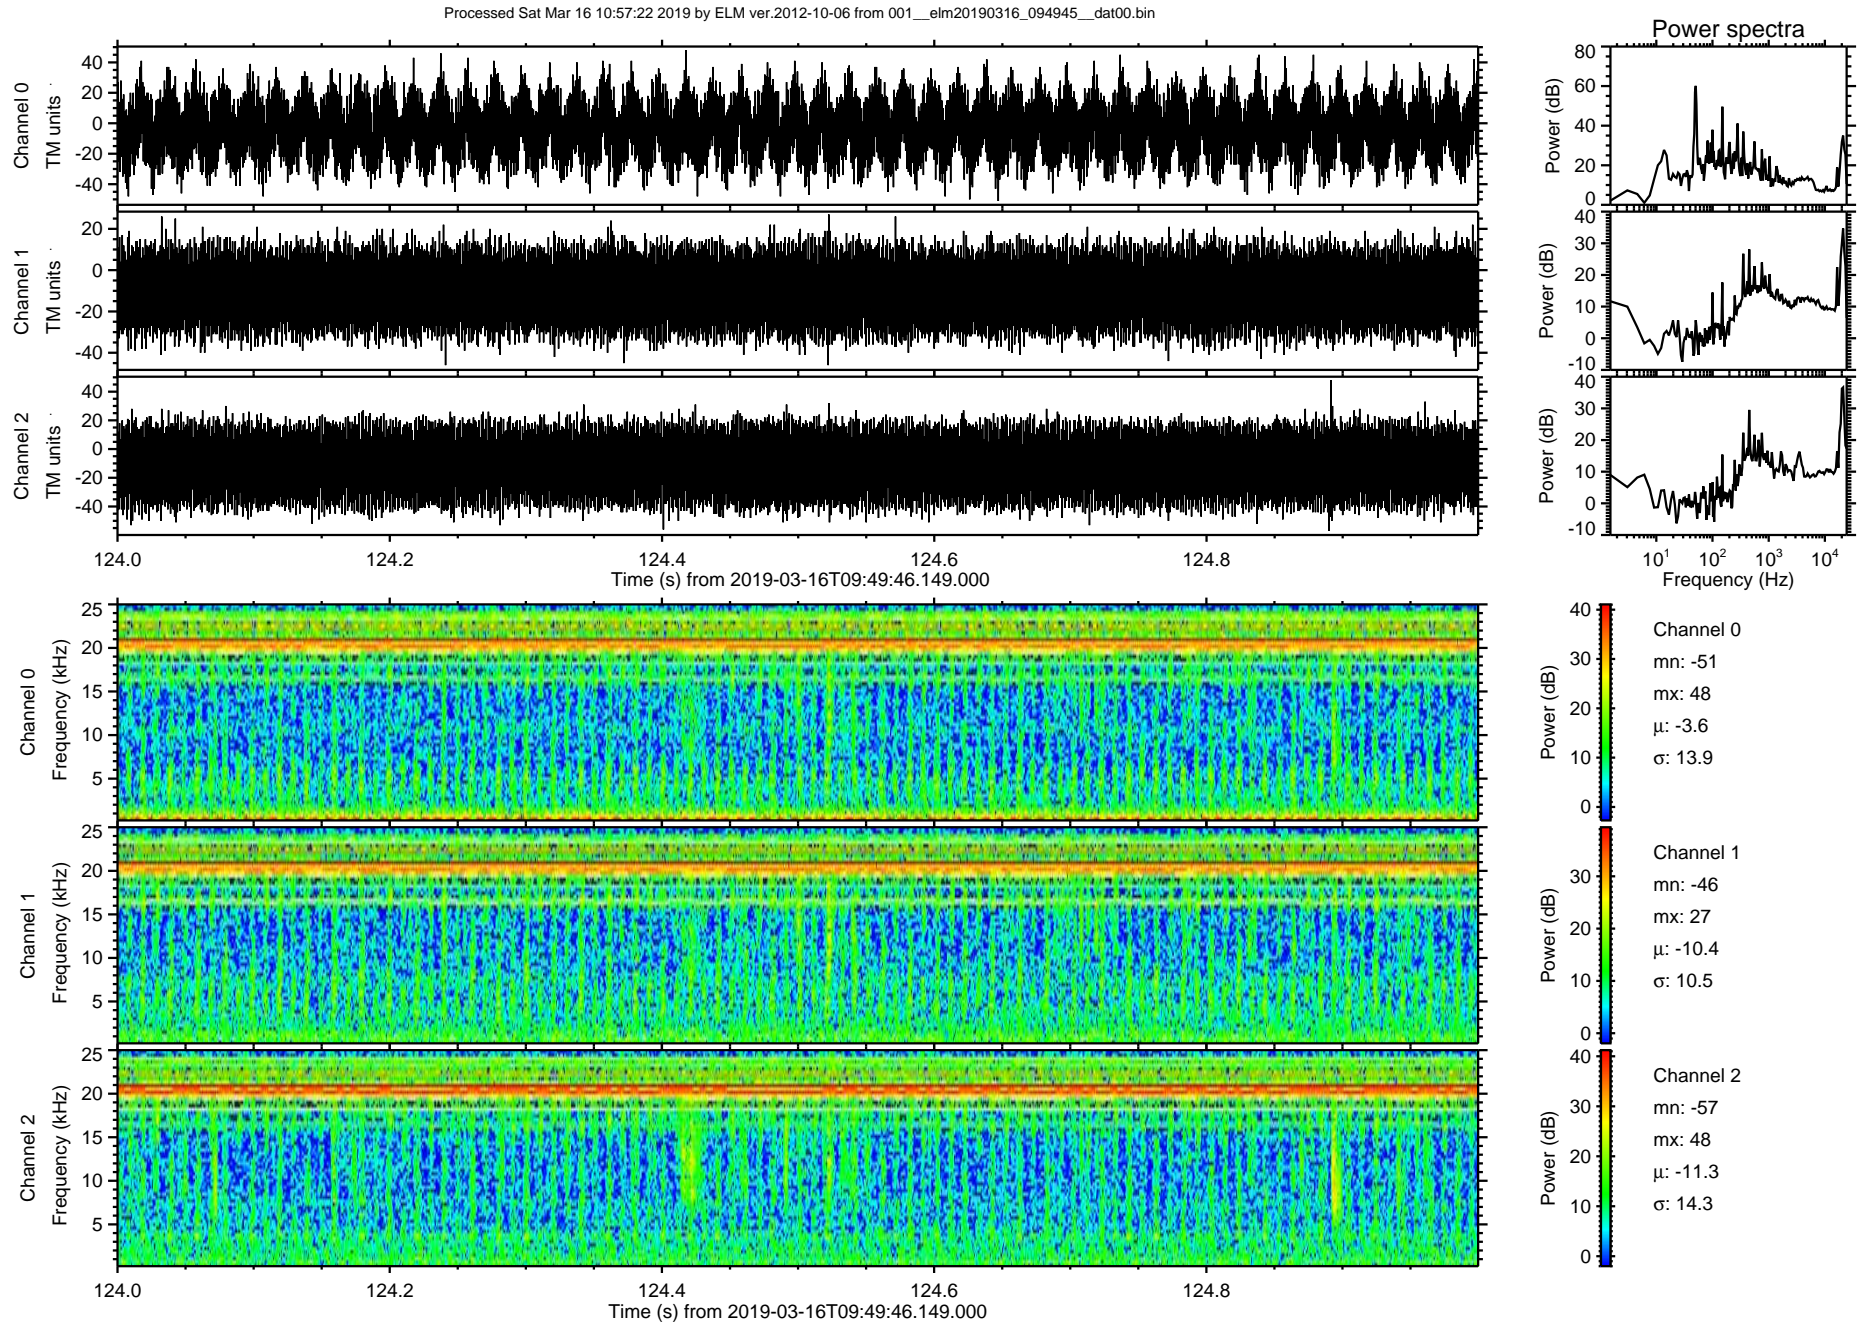 Processed Sat Mar 16 10:57:22 2019 by ELM ver.2012-10-06 from 001__elm20190316_094945__dat00.bin
Power spectra
Channel 0
TM units
40
20
0
-20
-40
Power (dB)
80
60
40
20
0
Channel 1
TM units
20
0
-20
-40
Power (dB)
40
30
20
10
0
-10
Channel 2
TM units
40
20
0
-20
-40
Power (dB)
40
30
20
10
0
-10
124.0 124.2 124.4 124.6 124.8
Time (s) from 2019-03-16T09:49:46.149.000
10¹ 10² 10³ 10⁴
Frequency (Hz)
Channel 0
Frequency (kHz)
25
20
15
10
5
Power (dB)
40
30
20
10
0
Channel 0
mn: -51
mx: 48
μ: -3.6
σ: 13.9
Channel 1
Frequency (kHz)
25
20
15
10
5
Power (dB)
30
20
10
0
Channel 1
mn: -46
mx: 27
μ: -10.4
σ: 10.5
Channel 2
Frequency (kHz)
25
20
15
10
5
Power (dB)
40
30
20
10
0
Channel 2
mn: -57
mx: 48
μ: -11.3
σ: 14.3
124.0 124.2 124.4 124.6 124.8
Time (s) from 2019-03-16T09:49:46.149.000